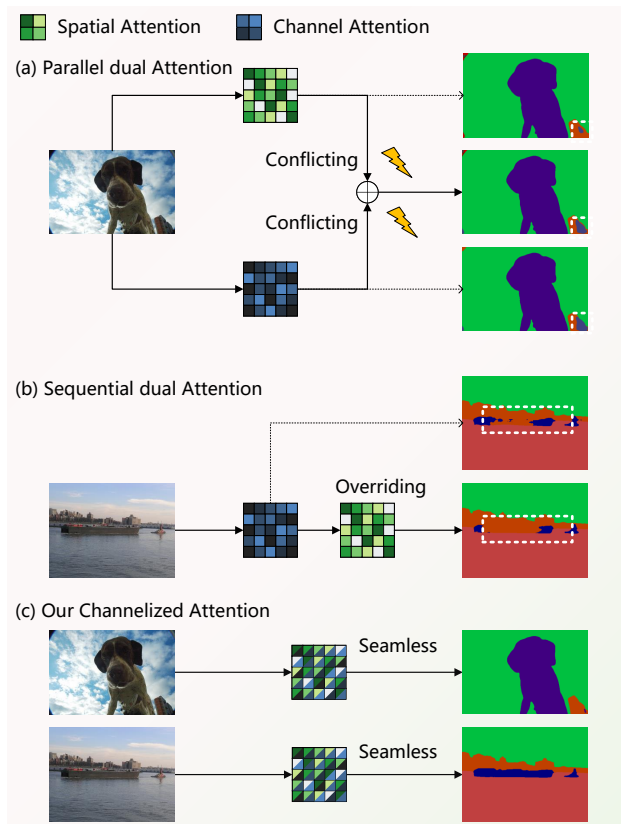 Spatial Attention
Channel Attention
(a) Parallel dual Attention
Conflicting
Conflicting
(b) Sequential dual Attention
Overriding
(c) Our Channelized Attention
Seamless
Seamless